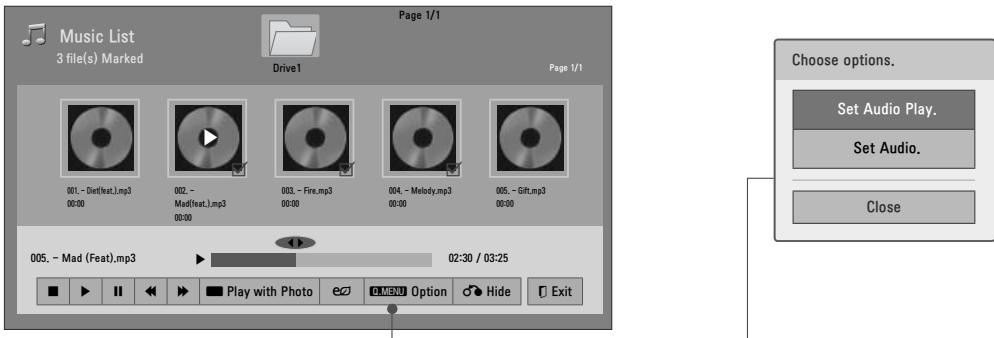 Page 1/1
Music List
3 file(s) Marked
Drive1
Page 1/1
001. - Diet(feat.).mp3
00:00
002. -
Mad(feat.).mp3
00:00
003. - Fire.mp3
00:00
004. - Melody.mp3
00:00
005. - Gift.mp3
00:00
005. - Mad (Feat).mp3
02:30 / 03:25
Play with Photo
e
Q.MENU Option
Hide
Exit
Choose options.
Set Audio Play.
Set Audio.
Close